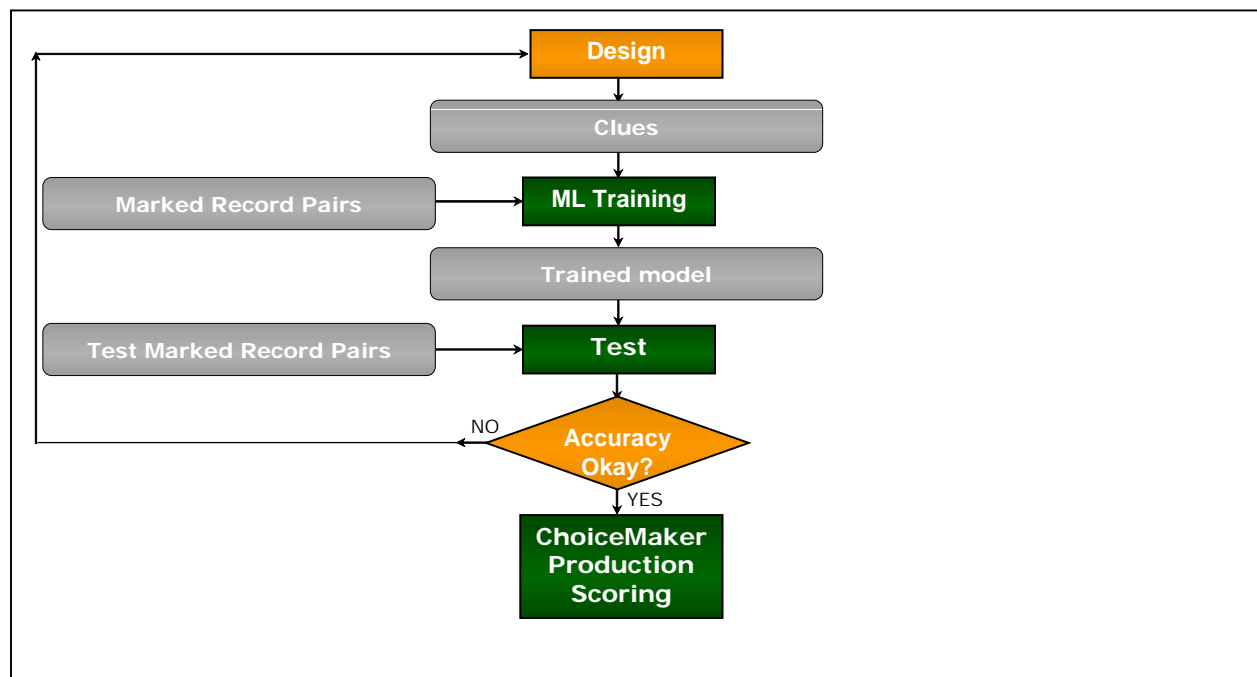 Design
Clues
Marked Record Pairs
ML Training
Trained model
Test Marked Record Pairs
Test
NO
Accuracy
Okay?
YES
ChoiceMaker
Production
Scoring